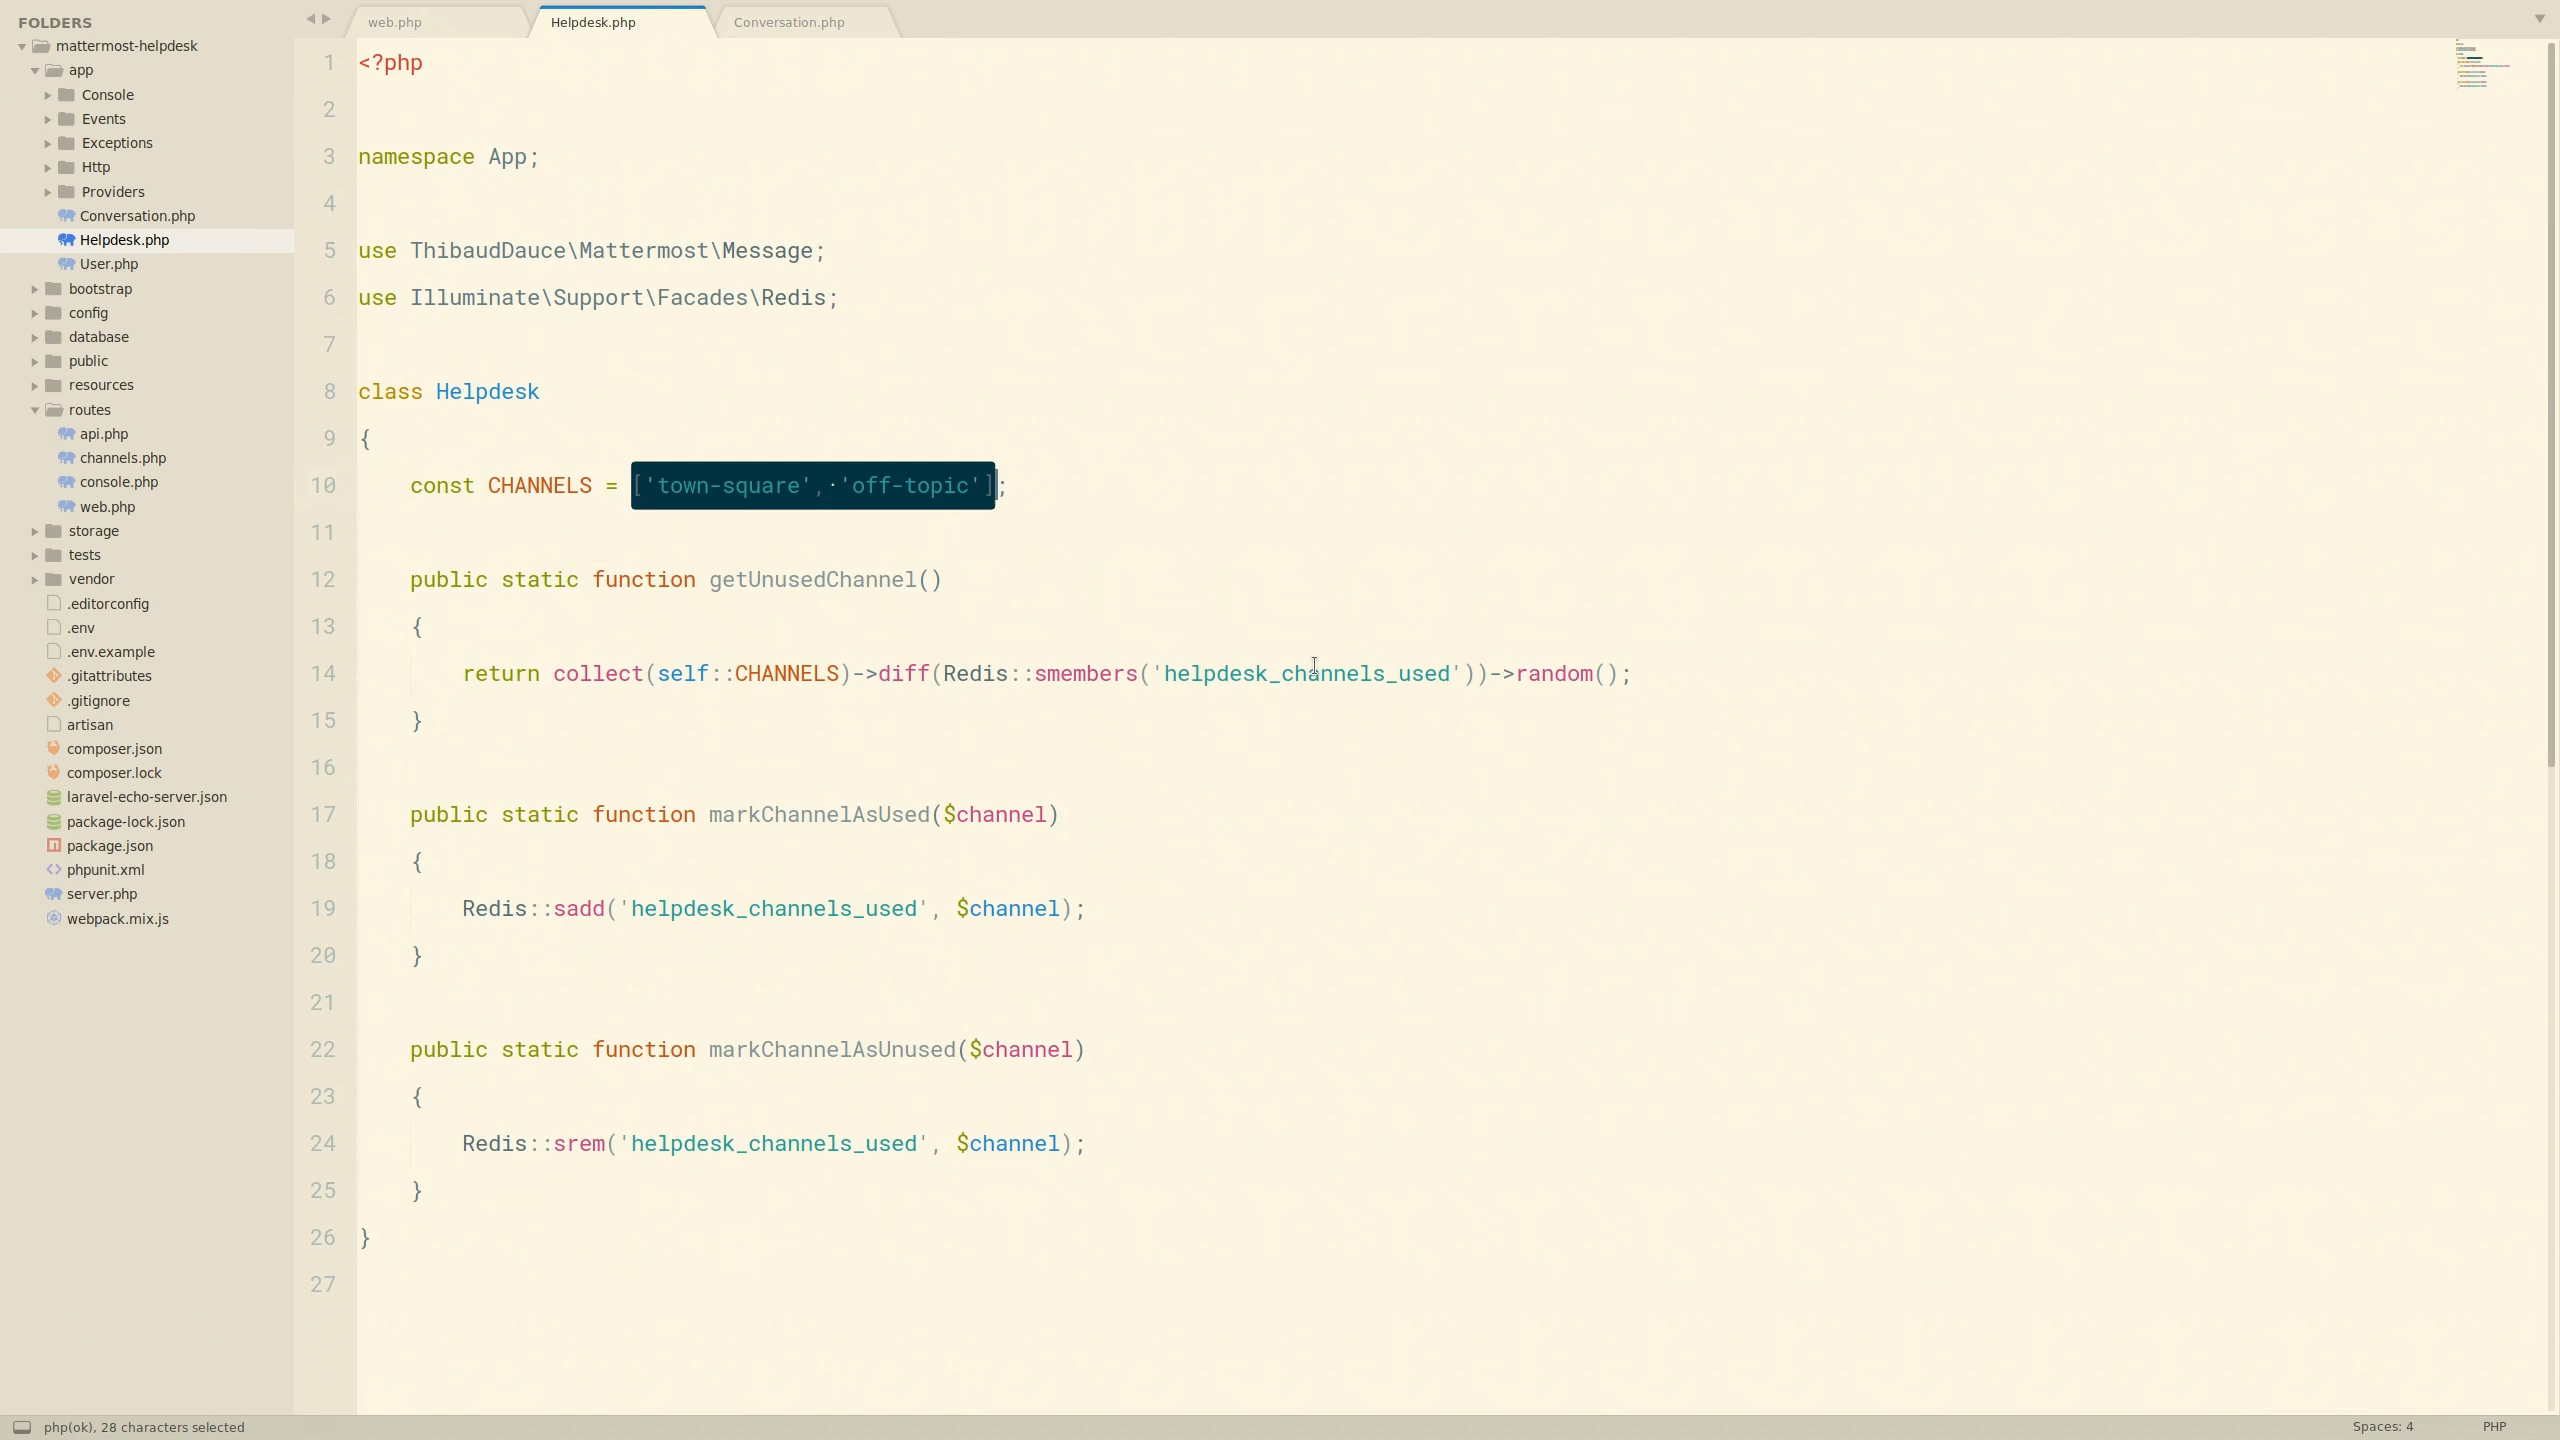 FOLDERS
mattermost-helpdesk
app
Console
Events
Exceptions
Http
Providers
Conversation.php
Helpdesk.php
User.php
bootstrap
config
database
public
resources
routes
api.php
channels.php
console.php
web.php
storage
tests
vendor
.editorconfig
.env
.env.example
.gitattributes
.gitignore
artisan
composer.json
composer.lock
laravel-echo-server.json
package-lock.json
package.json
phpunit.xml
server.php
webpack.mix.js
web.php
Helpdesk.php
Conversation.php
1 <?php
2
3 namespace App;
4
5 use ThibaudDauce\Mattermost\Message;
6 use Illuminate\Support\Facades\Redis;
7
8 class Helpdesk
9 {
10 const CHANNELS = ['town-square',·'off-topic'];
11
12 public static function getUnusedChannel()
13 {
14 return collect(self::CHANNELS)->diff(Redis::smembers('helpdesk_channels_used'))->random();
15 }
16
17 public static function markChannelAsUsed($channel)
18 {
19 Redis::sadd('helpdesk_channels_used', $channel);
20 }
21
22 public static function markChannelAsUnused($channel)
23 {
24 Redis::srem('helpdesk_channels_used', $channel);
25 }
26 }
27
php(ok), 28 characters selected
Spaces: 4
PHP